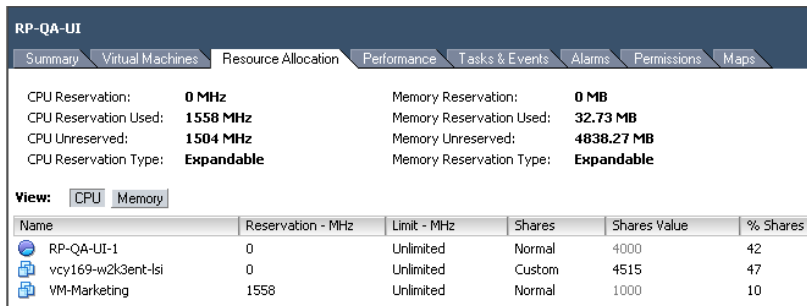 RP-QA-UI
Summary Virtual Machines Resource Allocation Performance Tasks & Events Alarms Permissions Maps
CPU Reservation: 0 MHz Memory Reservation: 0 MB
CPU Reservation Used: 1558 MHz Memory Reservation Used: 32.73 MB
CPU Unreserved: 1504 MHz Memory Unreserved: 4838.27 MB
CPU Reservation Type: Expandable Memory Reservation Type: Expandable
View: CPU Memory
Name Reservation - MHz Limit - MHz Shares Shares Value % Shares
RP-QA-UI-1 0 Unlimited Normal 4000 42
vcy169-w2k3ent-lsi 0 Unlimited Custom 4515 47
VM-Marketing 1558 Unlimited Normal 1000 10